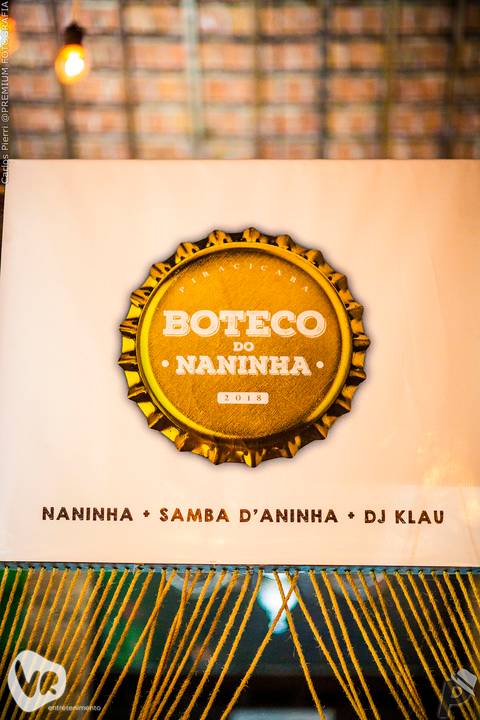 Carlos Pierri @PREMIUM FOTOGRAFIA
PIRACICABA
BOTECO
DO
• NANINHA •
2018
NANINHA + SAMBA D'ANINHA + DJ KLAU
VR
entretenimento